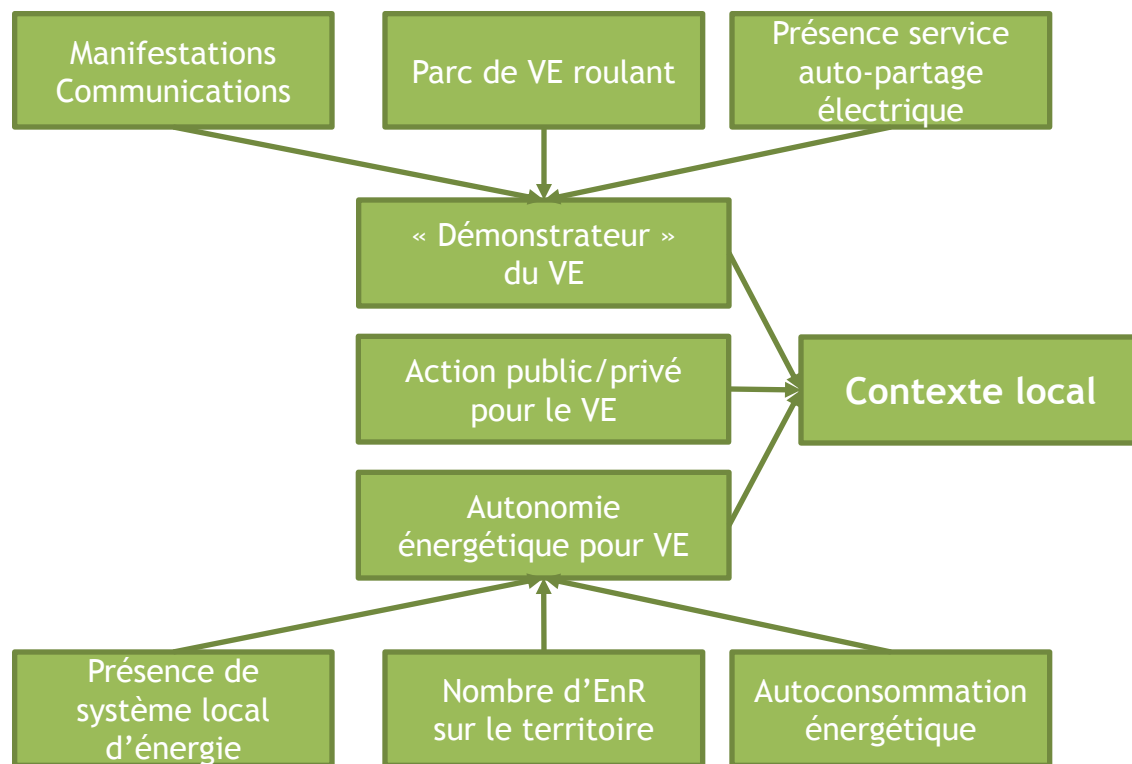 Manifestations
Communications
Parc de VE roulant
Présence service
auto-partage
électrique
« Démonstrateur »
du VE
Action public/privé
pour le VE
Contexte local
Autonomie
énergétique pour VE
Présence de
système local
d’énergie
Nombre d’EnR
sur le territoire
Autoconsommation
énergétique